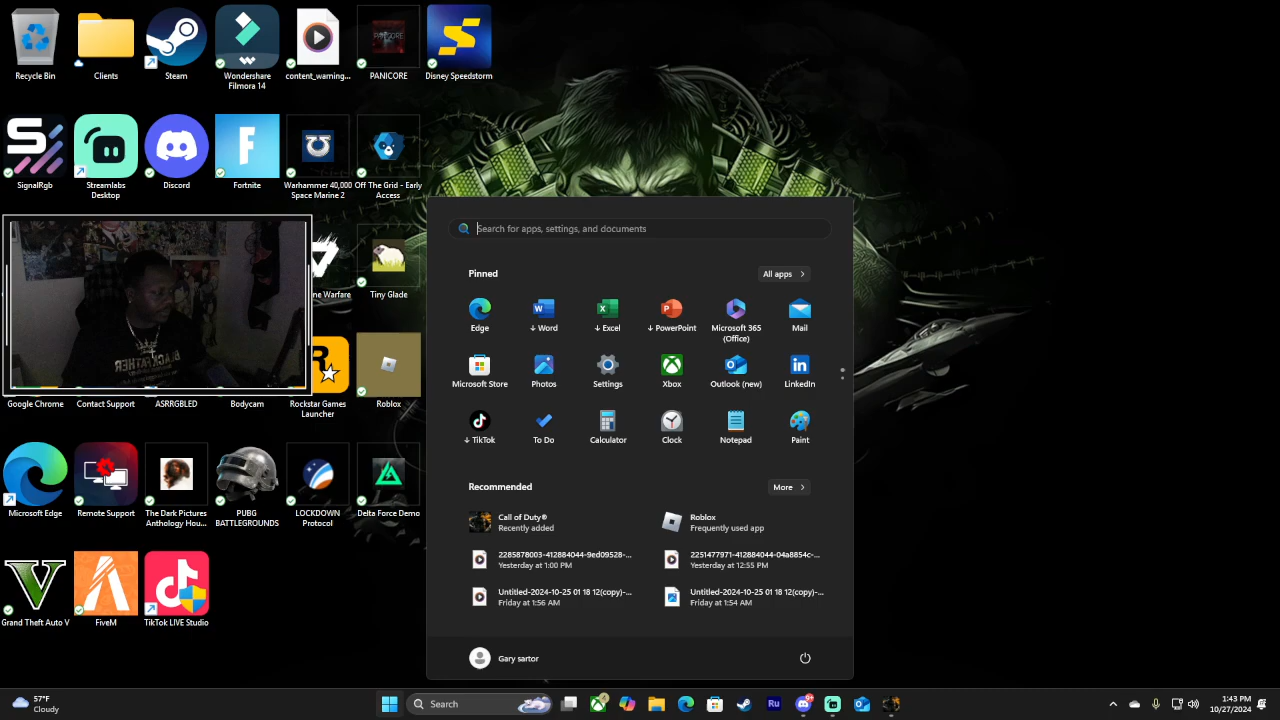 Recycle Bin
Clients
Steam
Wondershare
Filmora 14
content_warning...
PANICORE
Disney Speedstorm
SignalRgb
Streamlabs
Desktop
Discord
Fortnite
Warhammer 40,000
Space Marine 2
Off The Grid - Early
Access
ne Warfare
Tiny Glade
Google Chrome
Contact Support
ASRRGBLED
Bodycam
Rockstar Games
Launcher
Roblox
BLACKFATHER
Microsoft Edge
Remote Support
The Dark Pictures
Anthology Hou...
PUBG
BATTLEGROUNDS
LOCKDOWN
Protocol
Delta Force Demo
Grand Theft Auto V
FiveM
TikTok LIVE Studio
Search for apps, settings, and documents
Pinned
All apps
Edge
Word
Excel
PowerPoint
Microsoft 365
(Office)
Mail
Microsoft Store
Photos
Settings
Xbox
Outlook (new)
LinkedIn
TikTok
To Do
Calculator
Clock
Notepad
Paint
Recommended
More
Call of Duty®
Recently added
Roblox
Frequently used app
2285878003-412884044-9ed09528-...
Yesterday at 1:00 PM
2251477971-412884044-04a8854c-...
Yesterday at 12:55 PM
Untitled-2024-10-25 01 18 12(copy)-...
Friday at 1:56 AM
Untitled-2024-10-25 01 18 12(copy)-...
Friday at 1:54 AM
Gary sartor
57°F
Cloudy
Search
Ru
1:43 PM
10/27/2024